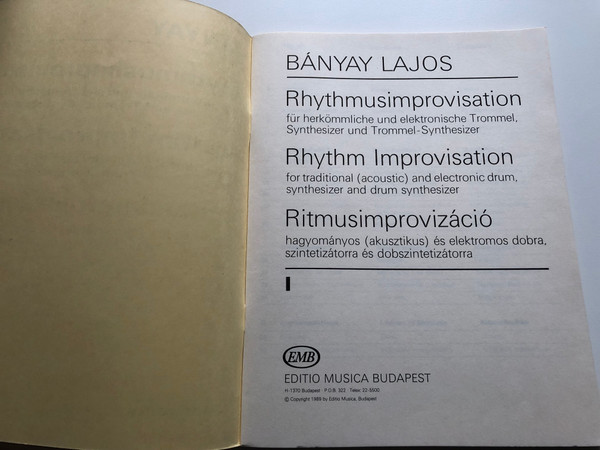 BÁNYAY LAJOS
Rhythmusimprovisation
für herkömmliche und elektronische Trommel,
Synthesizer und Trommel-Synthesizer
Rhythm Improvisation
for traditional (acoustic) and electronic drum,
synthesizer and drum synthesizer
Ritmusimprovizáció
hagyományos (akusztikus) és elektromos dobra,
szintetizátorra és dobszintetizátorra
I
EMB
EDITIO MUSICA BUDAPEST
H-1370 Budapest P.O.B. 322 Telex: 22-5500
© Copyright 1989 by Editio Musica, Budapest